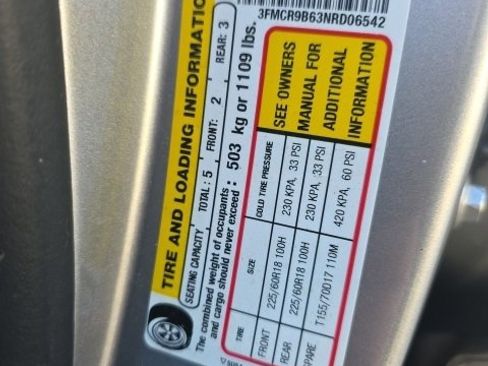 3FMCR9B63NRD06542
TIRE AND LOADING INFORMATION
SEATING CAPACITY TOTAL: 5 FRONT: 2 REAR: 3
The combined weight of occupants
and cargo should never exceed: 503 kg or 1109 lbs.
TIRE SIZE COLD TIRE PRESSURE
FRONT 225/60R18 100H 230 KPA, 33 PSI
REAR 225/60R18 100H 230 KPA, 33 PSI
SPARE T155/70D17 110M 420 KPA, 60 PSI
SEE OWNERS
MANUAL FOR
ADDITIONAL
INFORMATION